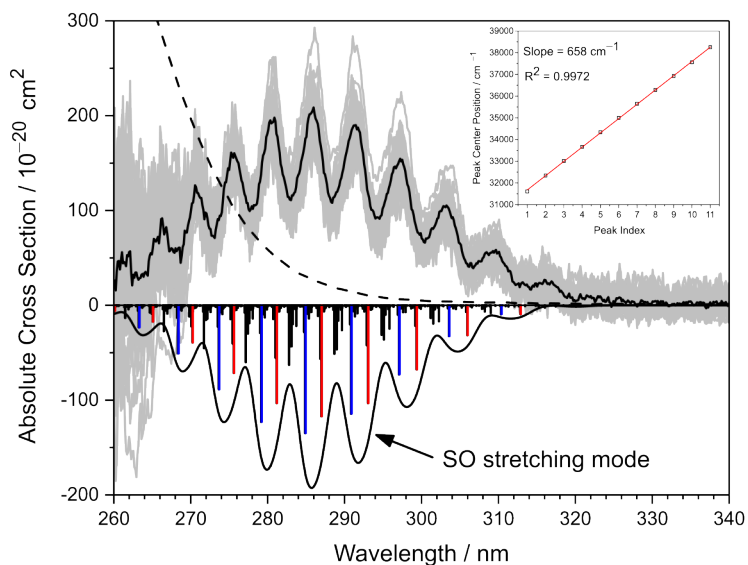 300
200
100
0
-100
-200
Absolute Cross Section / 10⁻²⁰ cm²
260 270 280 290 300 310 320 330 340
Wavelength / nm
SO stretching mode
39000
38000
37000
36000
35000
34000
33000
32000
31000
Peak Center Position / cm⁻¹
Slope = 658 cm⁻¹
R² = 0.9972
1 2 3 4 5 6 7 8 9 10 11
Peak Index